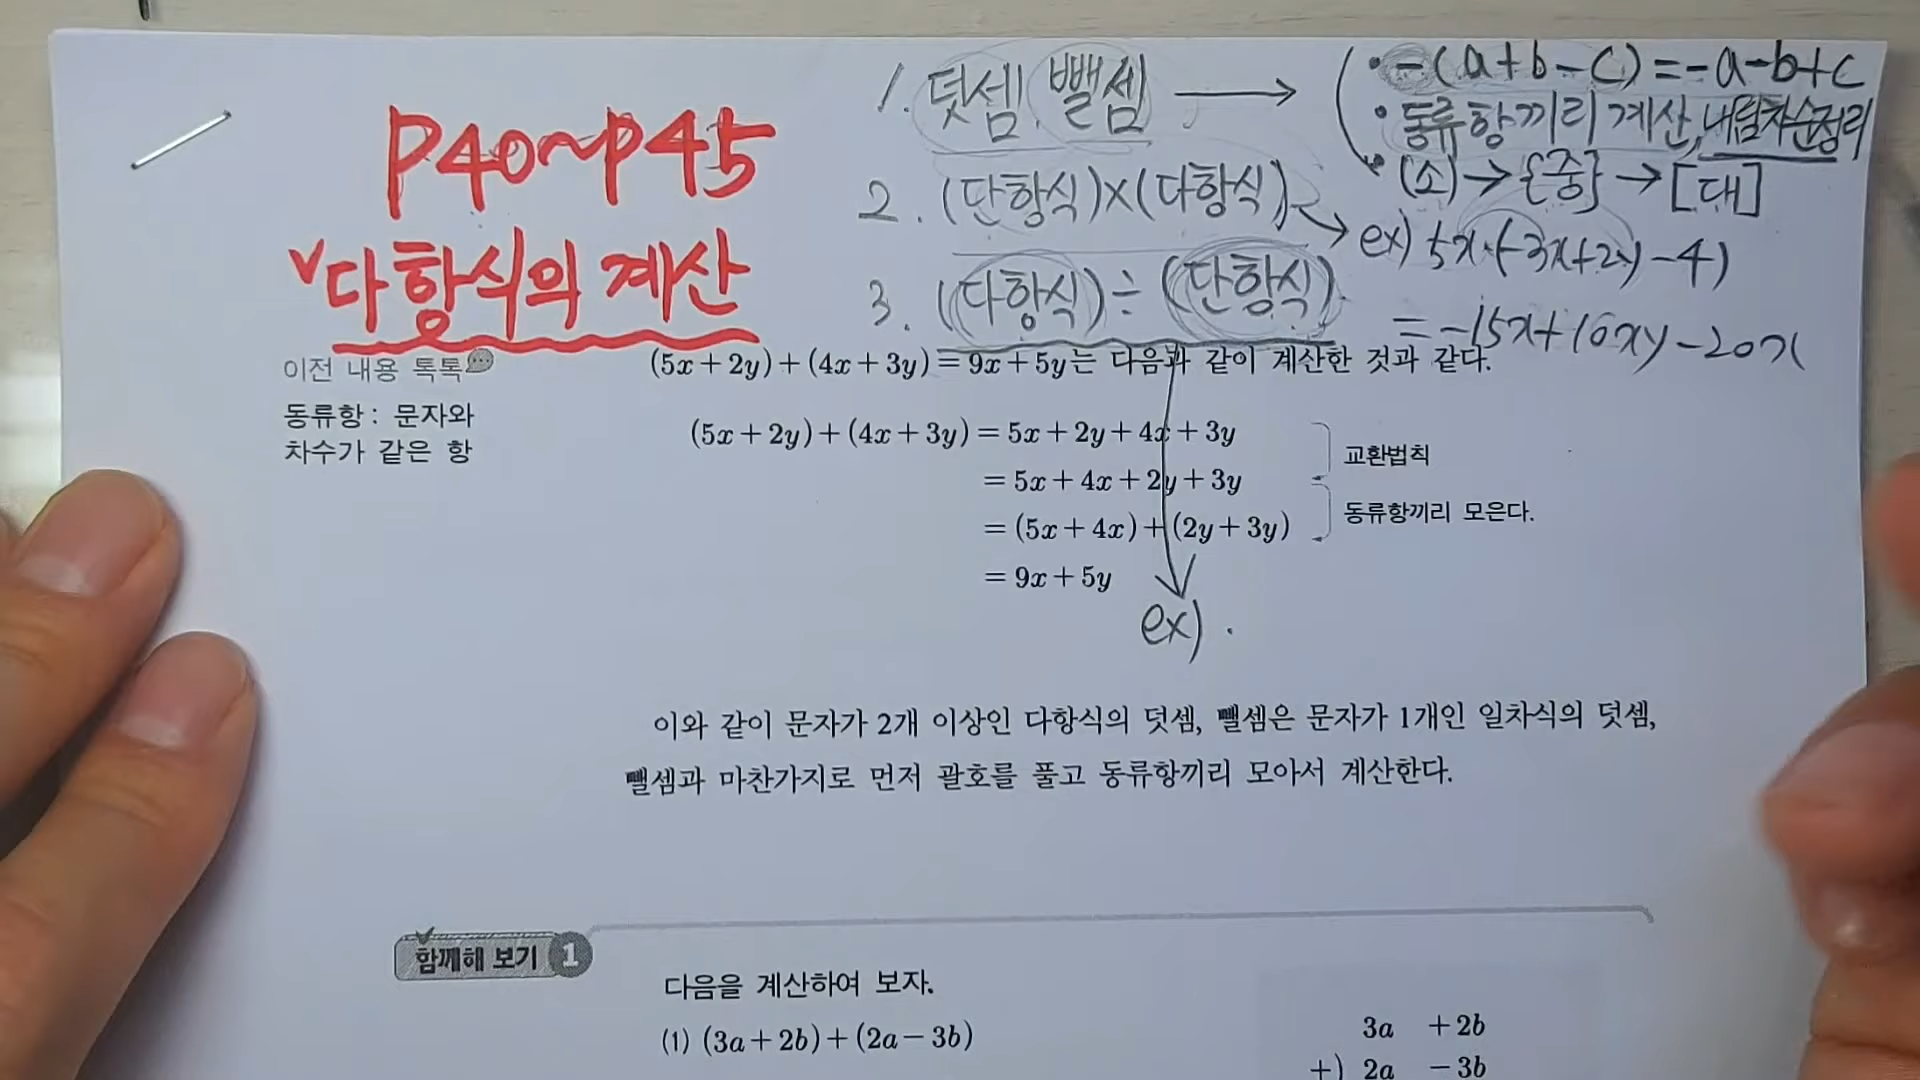 P40~P45
✓다항식의 계산
1. 덧셈 뺄셈 →
2. (단항식)×(다항식)
3. (다항식)÷(단항식).
• -(a+b-c)=-a-b+c
• 동류항끼리 계산, 내림차순정리
• (소)→{중}→[대]
ex) 5x·(-3x+2y-4)
= -15x+10xy-20x
이전 내용 톡톡
동류항 : 문자와
차수가 같은 항
(5x+2y)+(4x+3y)=9x+5y는 다음과 같이 계산한 것과 같다.
(5x+2y)+(4x+3y)=5x+2y+4x+3y
=5x+4x+2y+3y
=(5x+4x)+(2y+3y)
=9x+5y
교환법칙
동류항끼리 모은다.
ex) .
이와 같이 문자가 2개 이상인 다항식의 덧셈, 뺄셈은 문자가 1개인 일차식의 덧셈,
뺄셈과 마찬가지로 먼저 괄호를 풀고 동류항끼리 모아서 계산한다.
함께해 보기 1
다음을 계산하여 보자.
(1) (3a+2b)+(2a-3b)
3a +2b
+) 2a -3b